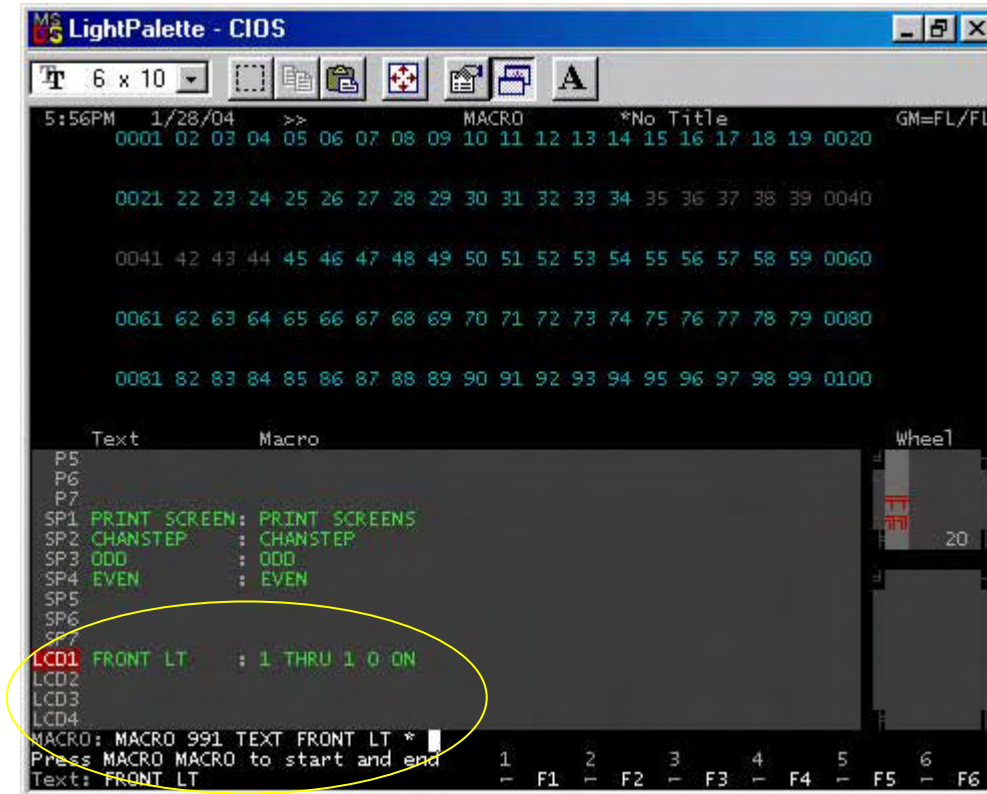 LightPalette - CIOS
6 x 10
5:56PM 1/28/04 >> MACRO *No Title GM=FL/FL
0001 02 03 04 05 06 07 08 09 10 11 12 13 14 15 16 17 18 19 0020
0021 22 23 24 25 26 27 28 29 30 31 32 33 34 35 36 37 38 39 0040
0041 42 43 44 45 46 47 48 49 50 51 52 53 54 55 56 57 58 59 0060
0061 62 63 64 65 66 67 68 69 70 71 72 73 74 75 76 77 78 79 0080
0081 82 83 84 85 86 87 88 89 90 91 92 93 94 95 96 97 98 99 0100
Text Macro Wheel
P5
P6
P7
SP1 PRINT SCREEN: PRINT SCREENS
SP2 CHANSTEP : CHANSTEP
SP3 ODD : ODD
SP4 EVEN : EVEN
20
SP5
SP6
SP7
LCD1 FRONT LT : 1 THRU 1 0 ON
LCD2
LCD3
LCD4
MACRO: MACRO 991 TEXT FRONT LT *
Press MACRO MACRO to start and end 1 2 3 4 5 6
Text: FRONT LT — F1 — F2 — F3 — F4 — F5 — F6